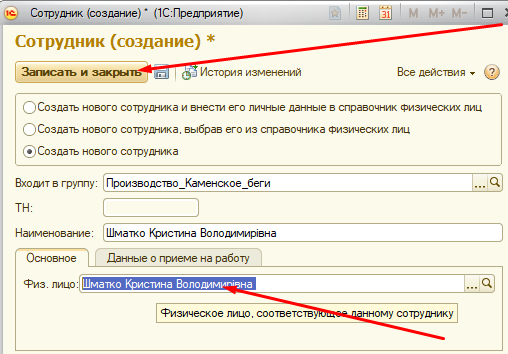 1С Сотрудник (создание) * (1С:Предприятие) 31 M M+ M-
Сотрудник (создание) *
Записать и закрыть История изменений Все действия ?
Создать нового сотрудника и внести его личные данные в справочник физических лиц
Создать нового сотрудника, выбрав его из справочника физических лиц
Создать нового сотрудника
Входит в группу: Производство_Каменское_беги ...
ТН:
Наименование: Шматко Кристина Володимирівна
Основное Данные о приеме на работу
Физ. лицо: Шматко Кристина Володимирівна ...
Физическое лицо, соответствующее данному сотруднику